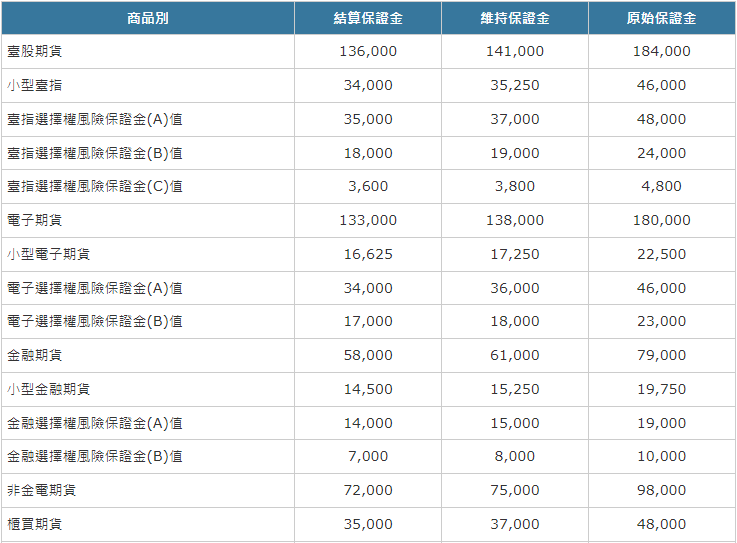 商品別 結算保證金 維持保證金 原始保證金
臺股期貨 136,000 141,000 184,000
小型臺指 34,000 35,250 46,000
臺指選擇權風險保證金(A)值 35,000 37,000 48,000
臺指選擇權風險保證金(B)值 18,000 19,000 24,000
臺指選擇權風險保證金(C)值 3,600 3,800 4,800
電子期貨 133,000 138,000 180,000
小型電子期貨 16,625 17,250 22,500
電子選擇權風險保證金(A)值 34,000 36,000 46,000
電子選擇權風險保證金(B)值 17,000 18,000 23,000
金融期貨 58,000 61,000 79,000
小型金融期貨 14,500 15,250 19,750
金融選擇權風險保證金(A)值 14,000 15,000 19,000
金融選擇權風險保證金(B)值 7,000 8,000 10,000
非金電期貨 72,000 75,000 98,000
櫃買期貨 35,000 37,000 48,000